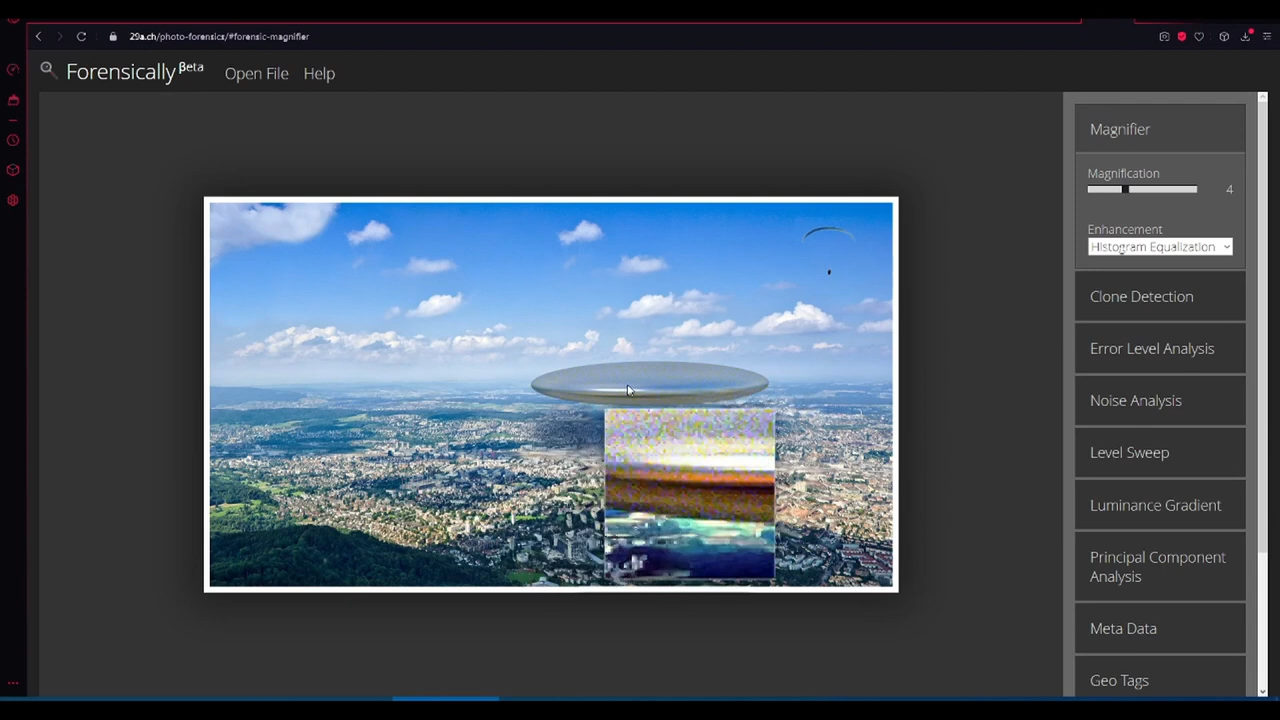 29a.ch/photo-forensics/#forensic-magnifier
Forensically βeta
Open File
Help
Magnifier
Magnification
4
Enhancement
Histogram Equalization
Clone Detection
Error Level Analysis
Noise Analysis
Level Sweep
Luminance Gradient
Principal Component
Analysis
Meta Data
Geo Tags